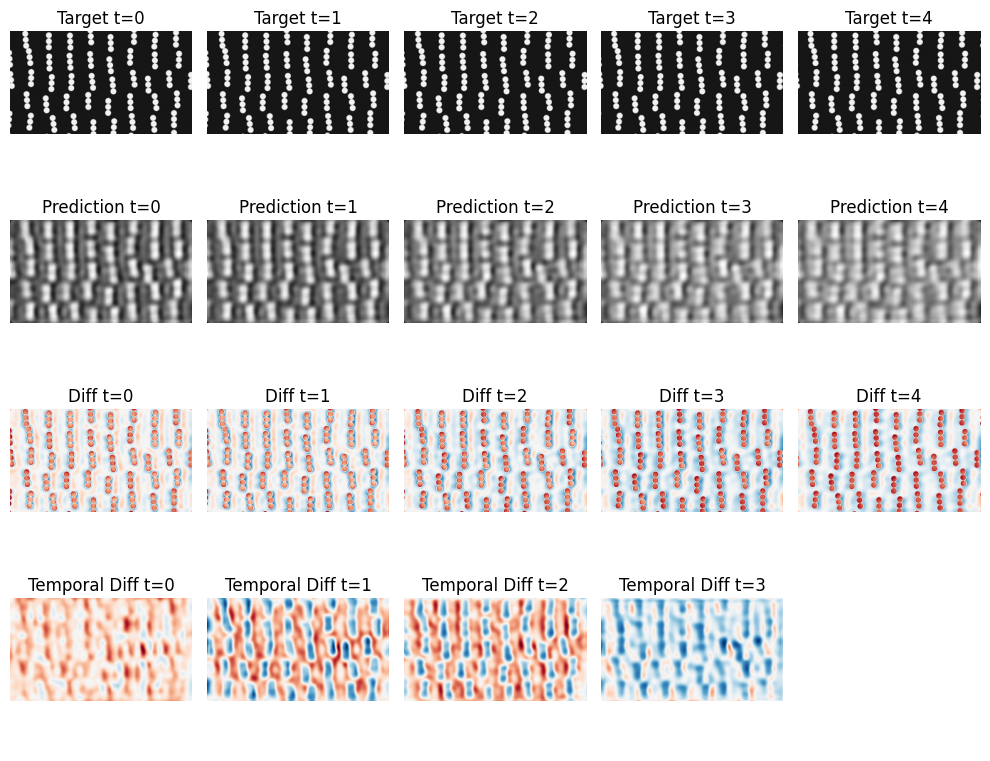 Target t=0 Target t=1 Target t=2 Target t=3 Target t=4
Prediction t=0 Prediction t=1 Prediction t=2 Prediction t=3 Prediction t=4
Diff t=0 Diff t=1 Diff t=2 Diff t=3 Diff t=4
Temporal Diff t=0 Temporal Diff t=1 Temporal Diff t=2 Temporal Diff t=3